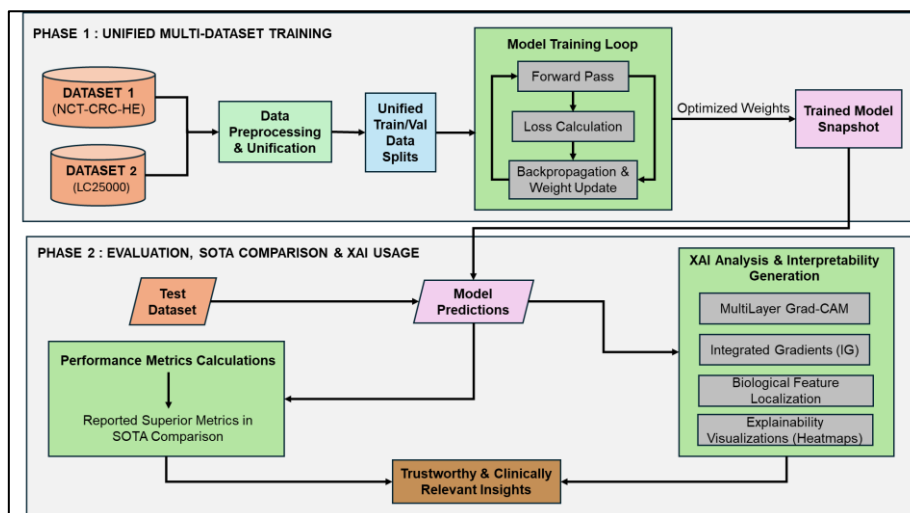 PHASE 1 : UNIFIED MULTI-DATASET TRAINING
DATASET 1
(NCT-CRC-HE)
DATASET 2
(LC25000)
Data
Preprocessing
& Unification
Unified
Train/Val
Data
Splits
Model Training Loop
Forward Pass
Loss Calculation
Backpropagation &
Weight Update
Optimized Weights
Trained Model
Snapshot
PHASE 2 : EVALUATION, SOTA COMPARISON & XAI USAGE
Test
Dataset
Model
Predictions
XAI Analysis & Interpretability
Generation
MultiLayer Grad-CAM
Integrated Gradients (IG)
Biological Feature
Localization
Explainability
Visualizations (Heatmaps)
Performance Metrics Calculations
Reported Superior Metrics in
SOTA Comparison
Trustworthy & Clinically
Relevant Insights